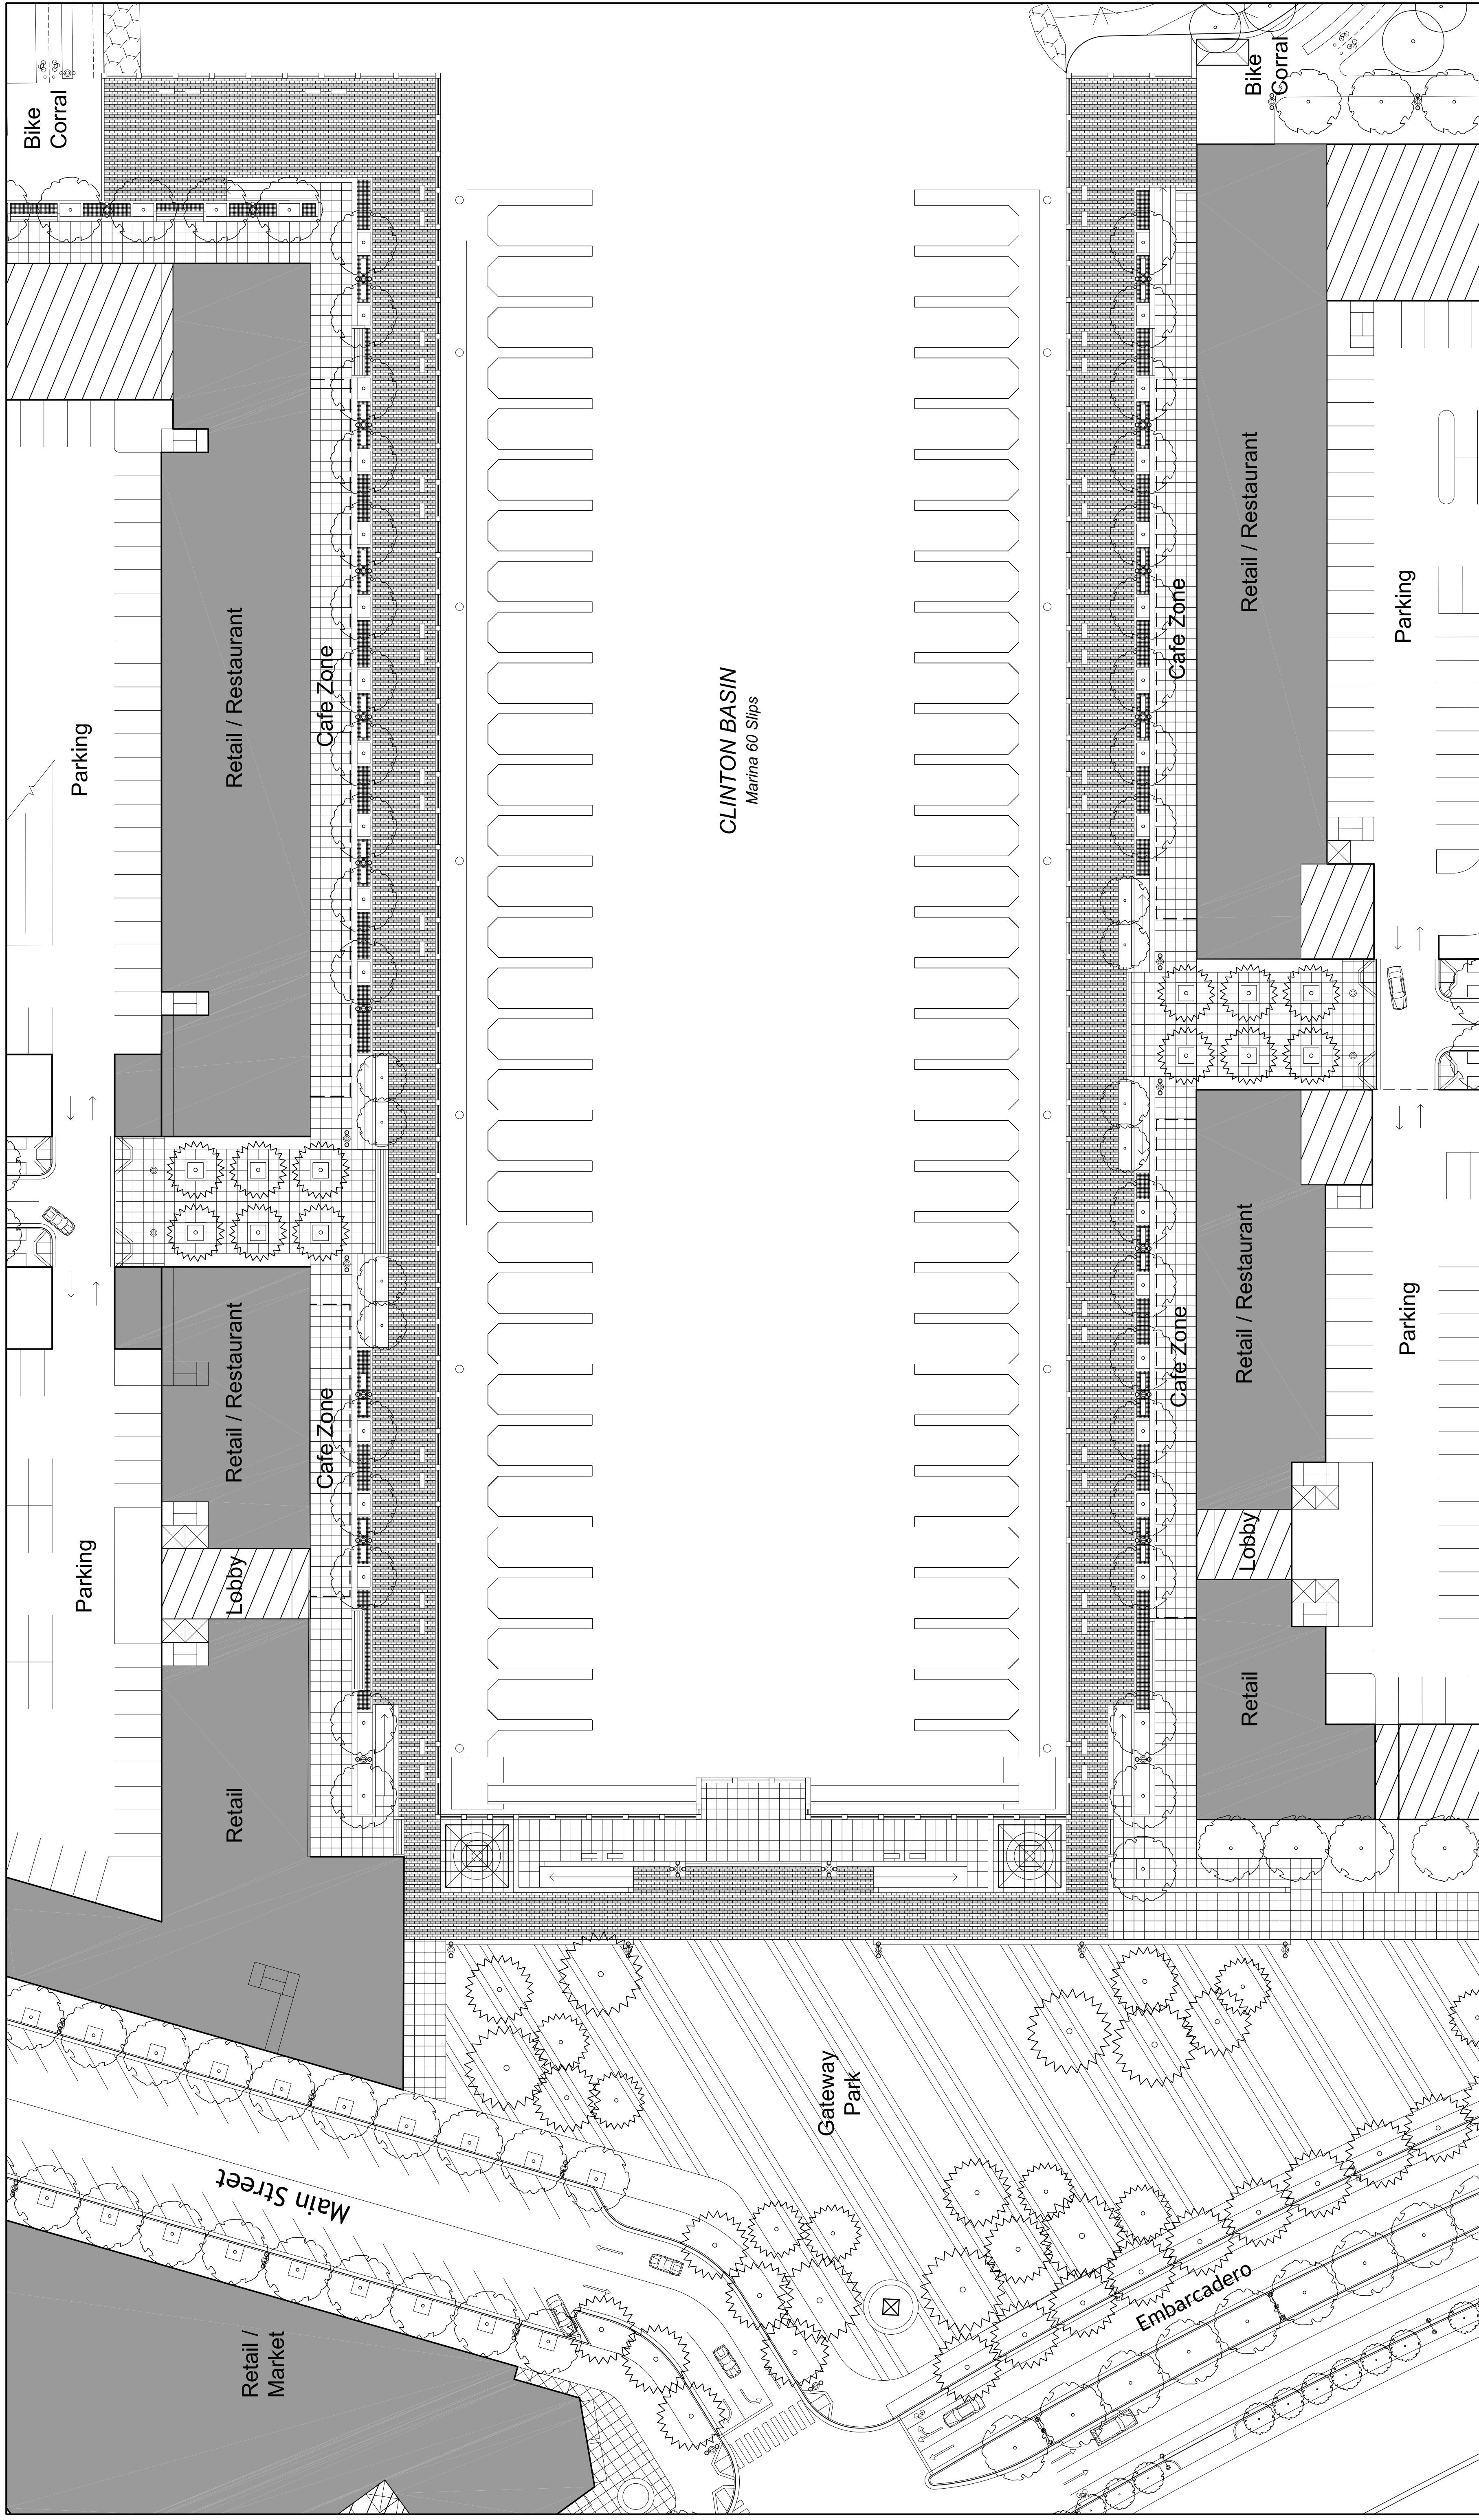 Bike
Corral
Bike
Corral
Retail / Restaurant
Cafe Zone
Parking
Cafe Zone
Retail / Restaurant
Parking
CLINTON BASIN
Marina 60 Slips
Retail / Restaurant
Cafe Zone
Parking
Retail / Restaurant
Cafe Zone
Parking
Lobby
Lobby
Retail
Retail
Gateway
Park
Main Street
Embarcadero
Retail /
Market